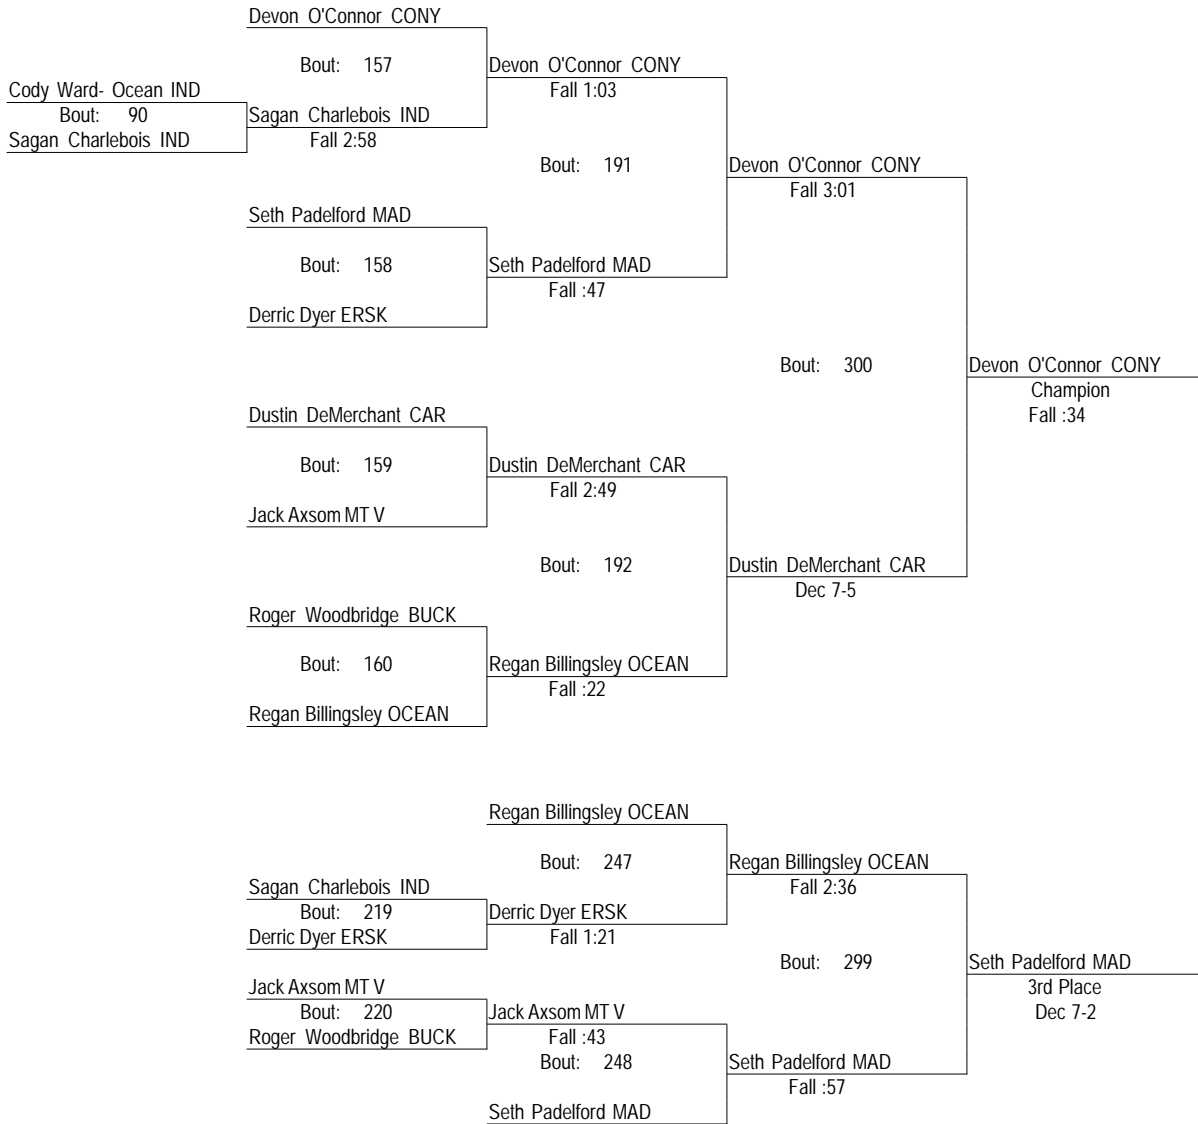 Devon O'Connor CONY
Bout: 157
Devon O'Connor CONY
Fall 1:03
Cody Ward- Ocean IND
Bout: 90
Sagan Charlebois IND
Sagan Charlebois IND
Fall 2:58
Bout: 191
Devon O'Connor CONY
Fall 3:01
Seth Padelford MAD
Bout: 158
Seth Padelford MAD
Fall :47
Derric Dyer ERSK
Bout: 300
Devon O'Connor CONY
Champion
Fall :34
Dustin DeMerchant CAR
Bout: 159
Dustin DeMerchant CAR
Fall 2:49
Jack Axsom MT V
Bout: 192
Dustin DeMerchant CAR
Dec 7-5
Roger Woodbridge BUCK
Bout: 160
Regan Billingsley OCEAN
Fall :22
Regan Billingsley OCEAN
Regan Billingsley OCEAN
Bout: 247
Regan Billingsley OCEAN
Fall 2:36
Sagan Charlebois IND
Bout: 219
Derric Dyer ERSK
Derric Dyer ERSK
Fall 1:21
Bout: 299
Seth Padelford MAD
3rd Place
Dec 7-2
Jack Axsom MT V
Bout: 220
Roger Woodbridge BUCK
Jack Axsom MT V
Fall :43
Bout: 248
Seth Padelford MAD
Fall :57
Seth Padelford MAD